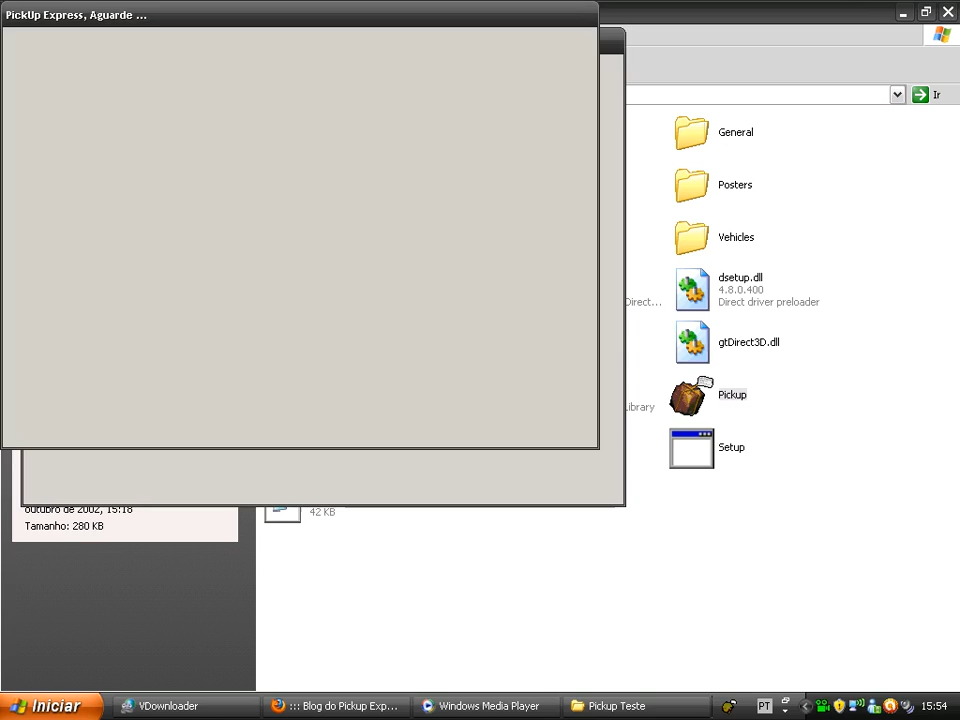 PickUp Express, Aguarde ...
Ir
General
Posters
Vehicles
dsetup.dll
4.8.0.400
Direct... Direct driver preloader
gtDirect3D.dll
Pickup
Library
Setup
outubro de 2002, 15:18
Tamanho: 280 KB
42 KB
Iniciar
VDownloader
::: Blog do Pickup Exp...
Windows Media Player
Pickup Teste
PT
15:54